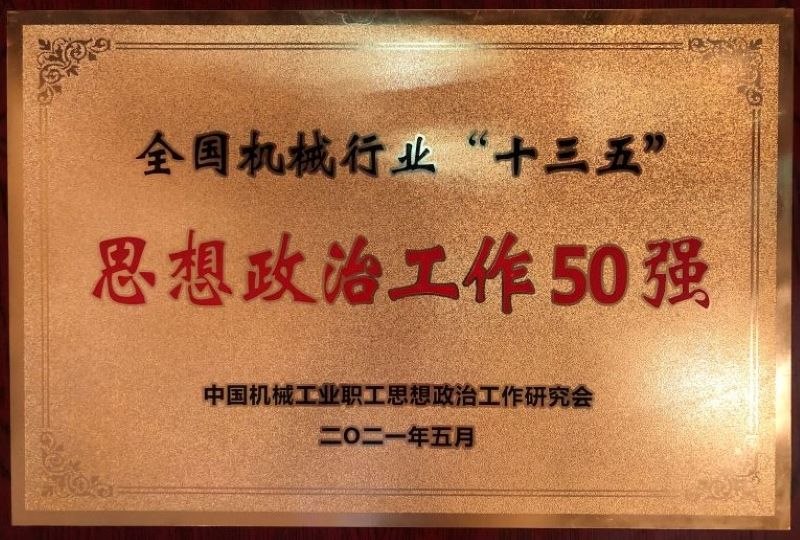 全国机械行业“十三五”
思想政治工作50强
中国机械工业职工思想政治工作研究会
二〇二一年五月